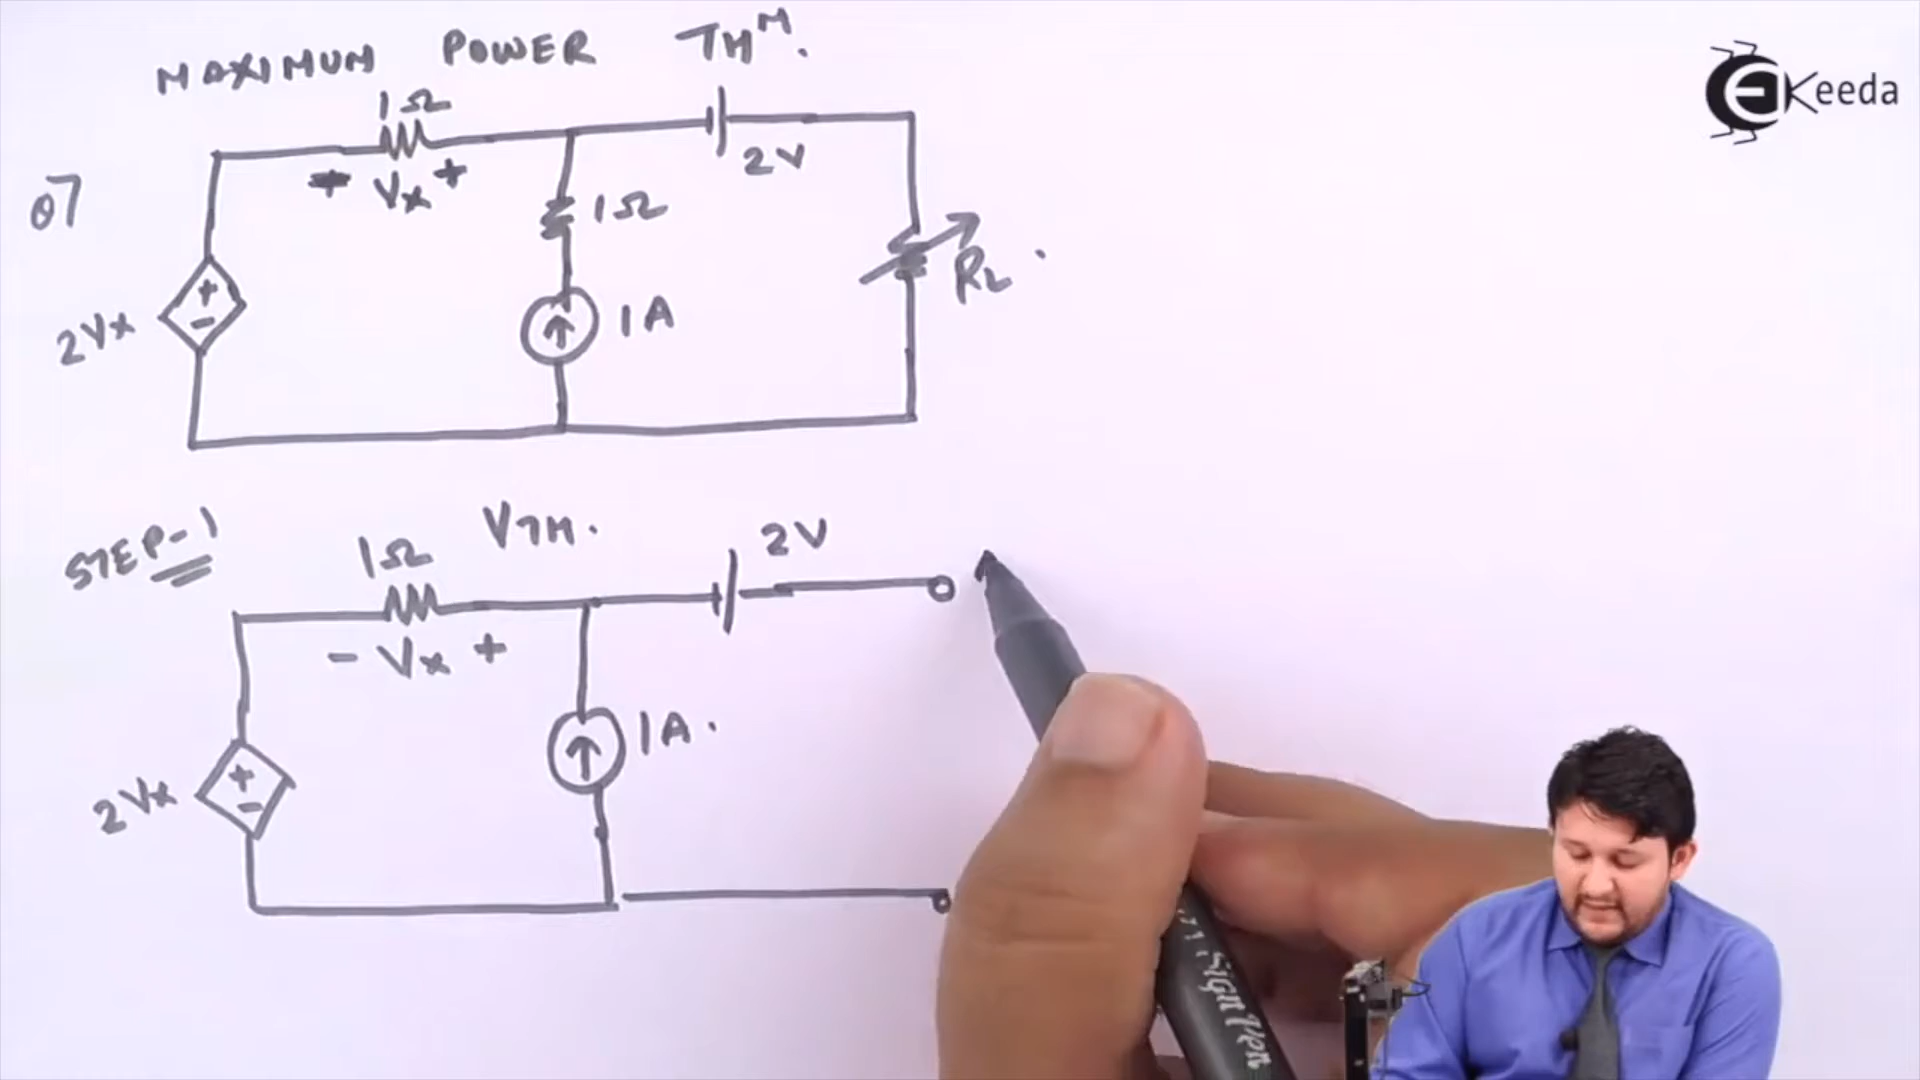 MAXIMUM POWER THM.
Keeda
07
1Ω
- Vx +
2V
1Ω
RL.
2Vx
+
-
1A
STEP-1
VTH.
1Ω
2V
- Vx +
2Vx
+
-
1A.